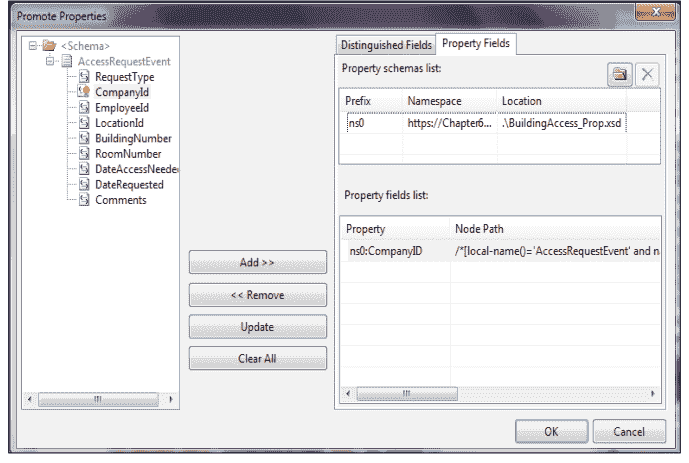 Promote Properties
<Schema>
AccessRequestEvent
RequestType
CompanyId
EmployeeId
LocationId
BuildingNumber
RoomNumber
DateAccessNeede
DateRequested
Comments
Add >>
<< Remove
Update
Clear All
Distinguished Fields Property Fields
Property schemas list:
Prefix Namespace Location
ns0 https://Chapter6... .\BuildingAccess_Prop.xsd
Property fields list:
Property Node Path
ns0:CompanyID /*[local-name()='AccessRequestEvent' and n
OK Cancel